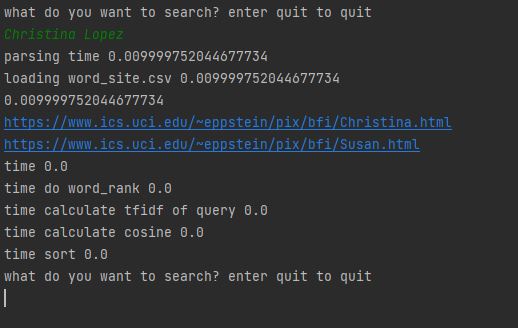 what do you want to search? enter quit to quit
Christina Lopez
parsing time 0.009999752044677734
loading word_site.csv 0.009999752044677734
0.009999752044677734
https://www.ics.uci.edu/~eppstein/pix/bfi/Christina.html
https://www.ics.uci.edu/~eppstein/pix/bfi/Susan.html
time 0.0
time do word_rank 0.0
time calculate tfidf of query 0.0
time calculate cosine 0.0
time sort 0.0
what do you want to search? enter quit to quit